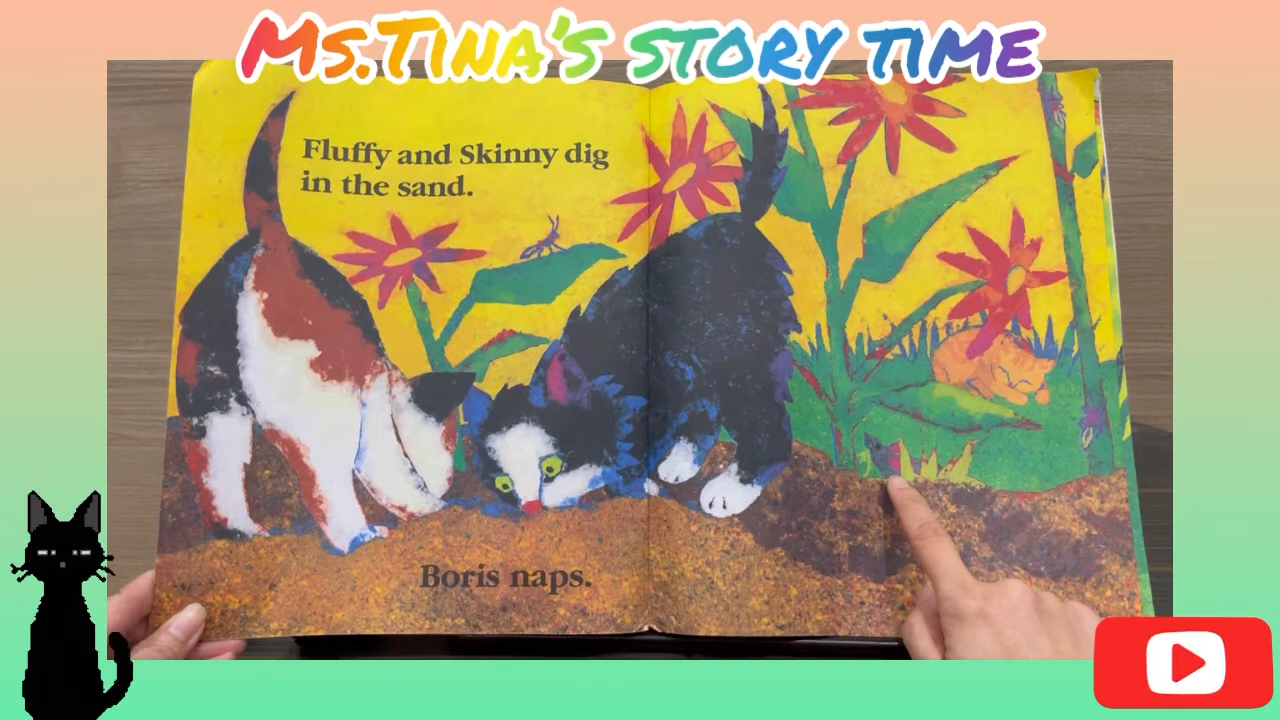 Ms.Tina's story time
Fluffy and Skinny dig
in the sand.
Boris naps.